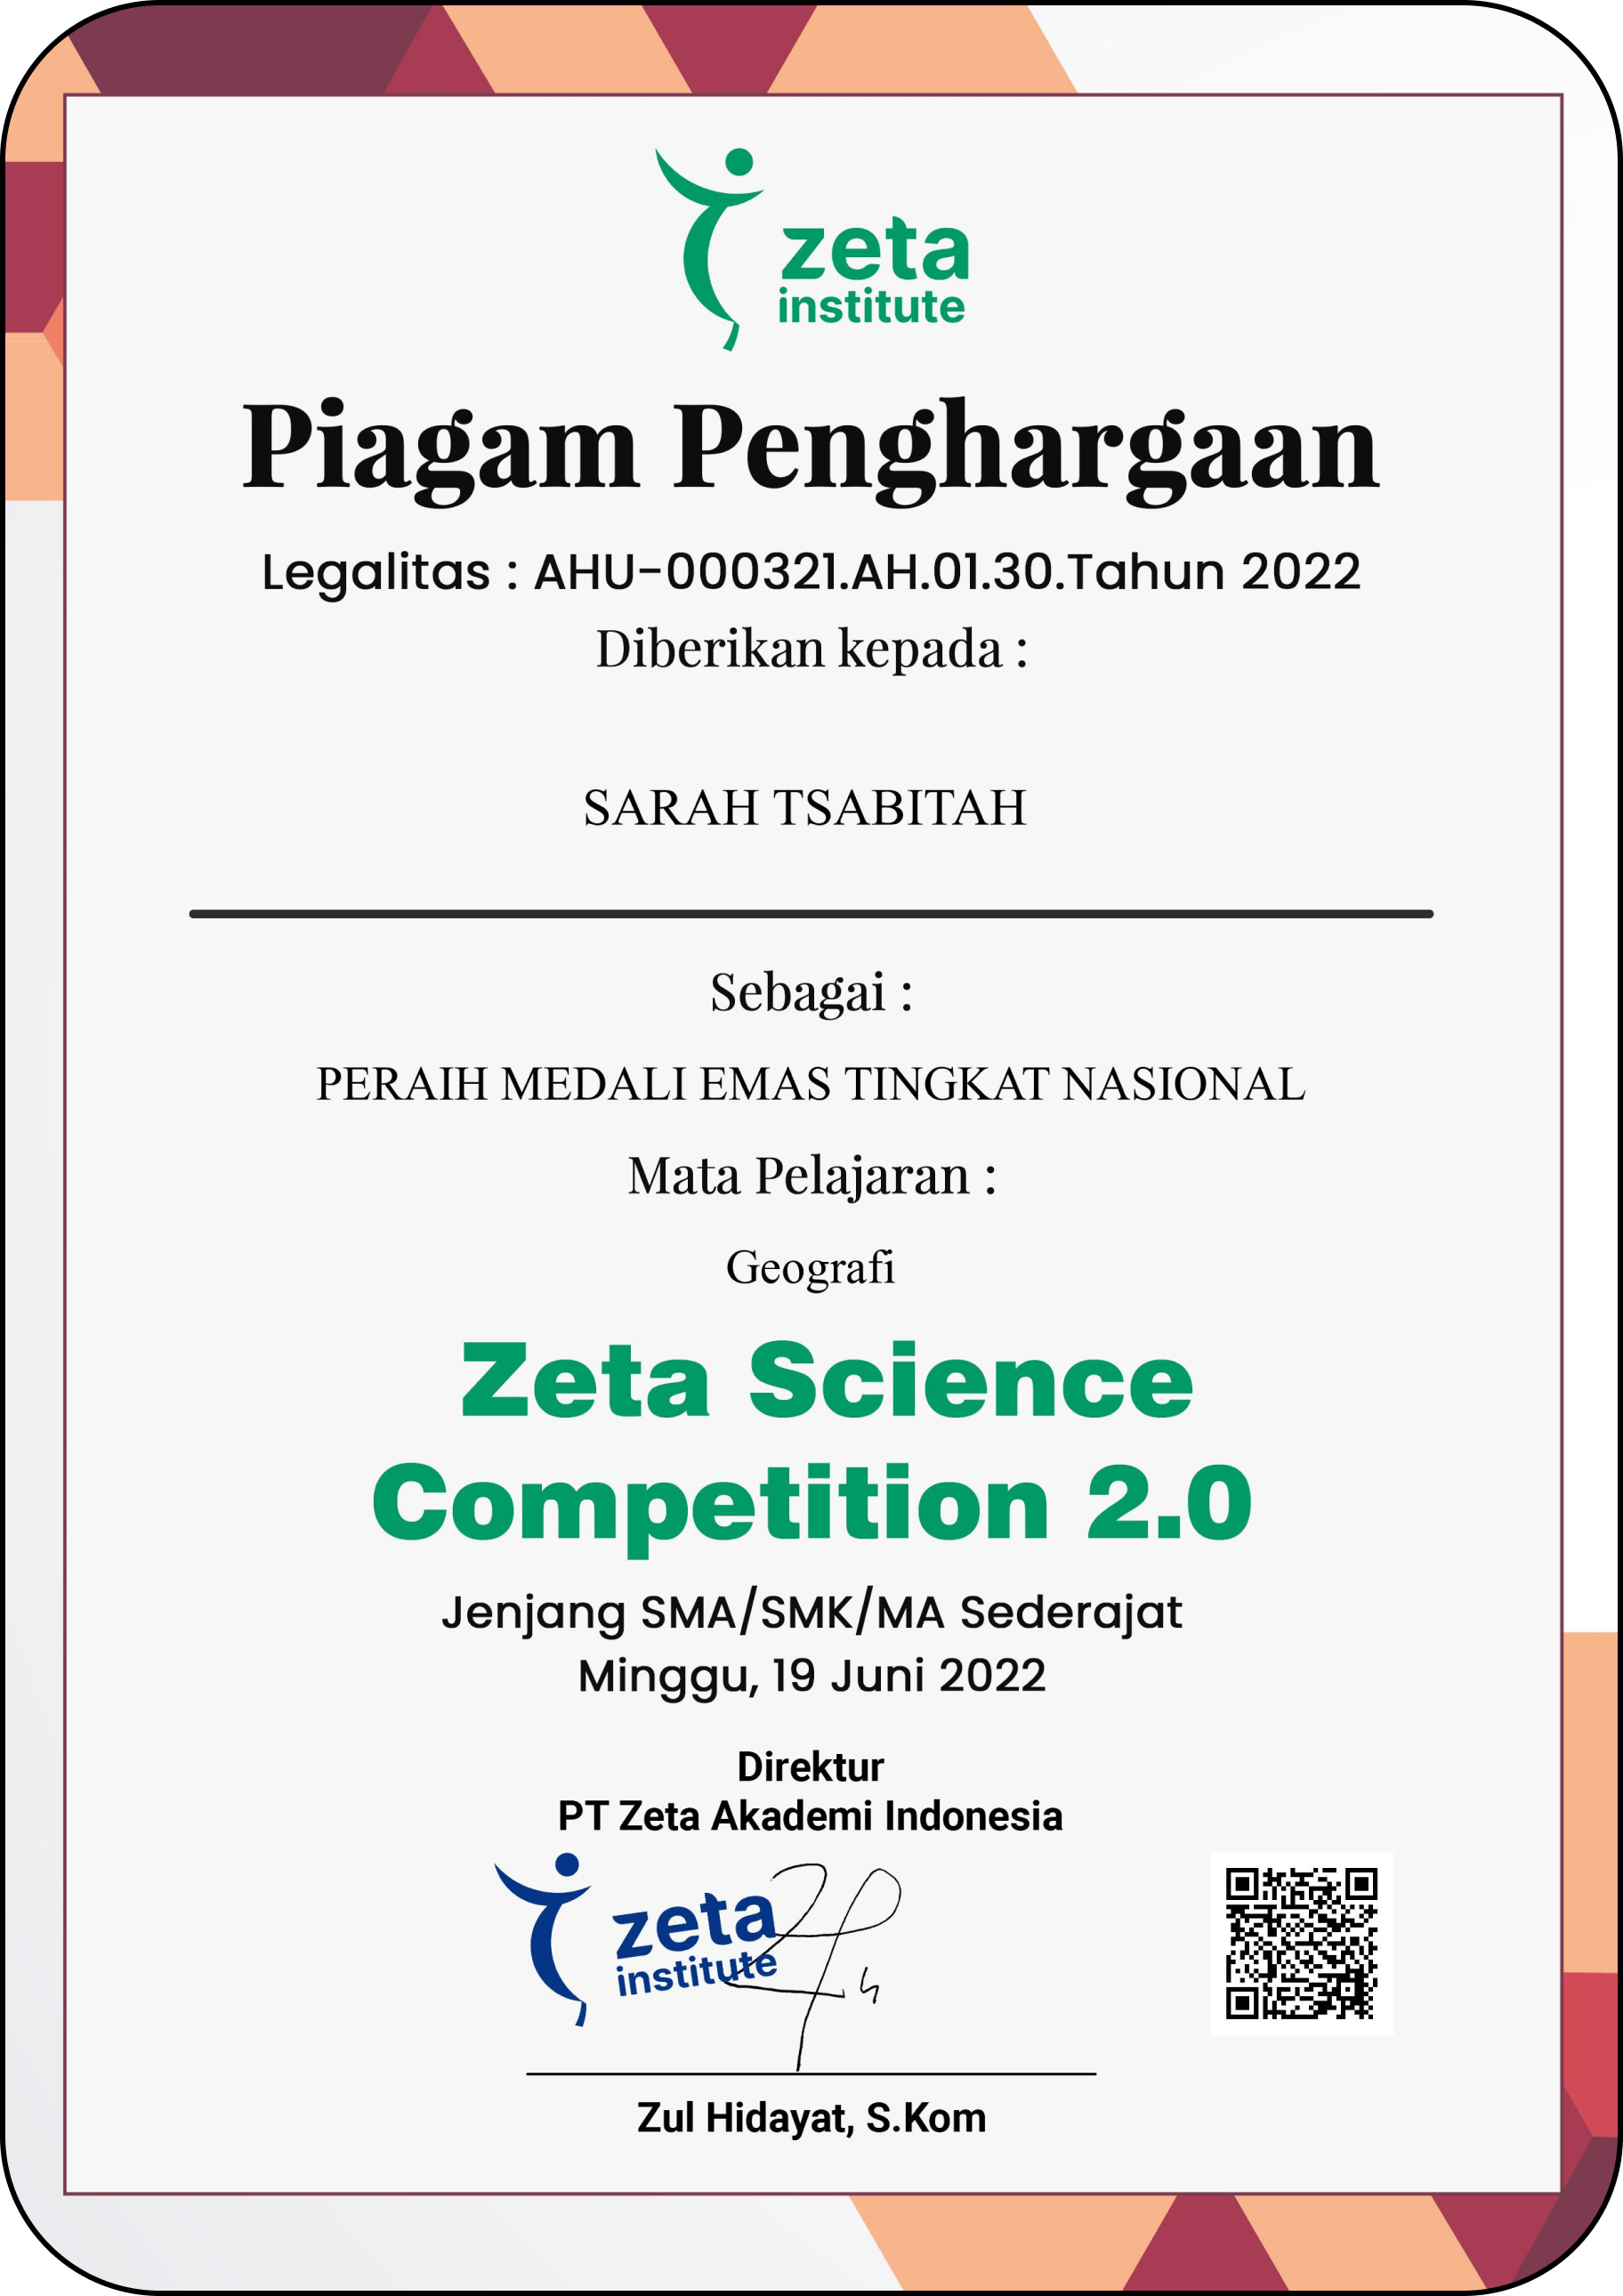 zeta
institute
Piagam Penghargaan
Legalitas : AHU-000321.AH.01.30.Tahun 2022
Diberikan kepada :
SARAH TSABITAH
Sebagai :
PERAIH MEDALI EMAS TINGKAT NASIONAL
Mata Pelajaran :
Geografi
Zeta Science
Competition 2.0
Jenjang SMA/SMK/MA Sederajat
Minggu, 19 Juni 2022
Direktur
PT Zeta Akademi Indonesia
zeta
institute
Zul Hidayat, S.Kom